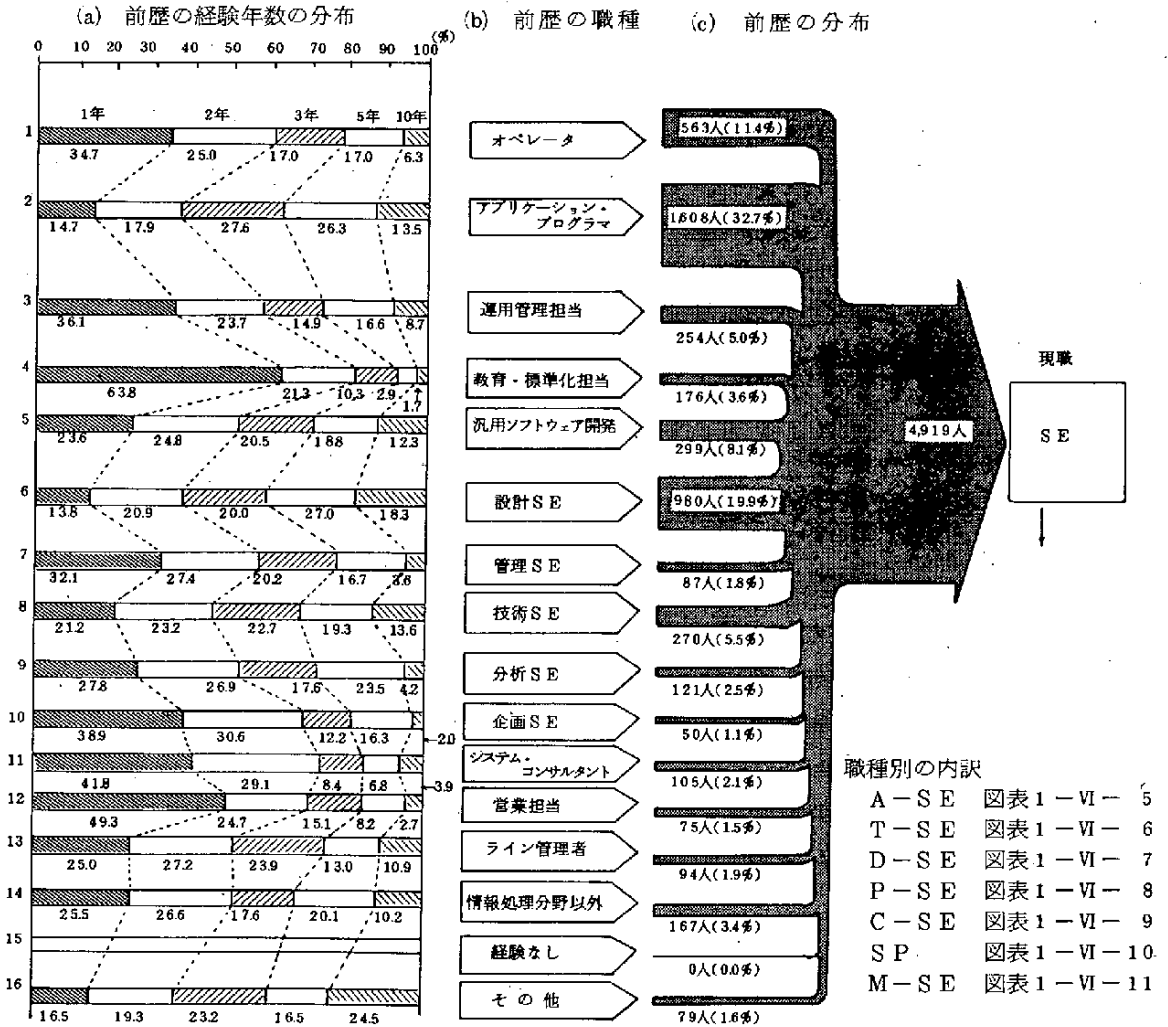 (a) 前歴の経験年数の分布
(b) 前歴の職種
(c) 前歴の分布
0 10 20 30 40 50 60 70 80 90 100 (%)
1年 2年 3年 5年 10年
1
34.7 25.0 17.0 17.0 6.3
2
14.7 17.9 27.6 26.3 13.5
3
36.1 23.7 14.9 16.6 8.7
4
63.8 21.3 10.3 2.9 1.7
5
23.6 24.8 20.5 18.8 12.3
6
13.8 20.9 20.0 27.0 18.3
7
32.1 27.4 20.2 16.7 3.6
8
21.2 23.2 22.7 19.3 13.6
9
27.8 26.9 17.6 23.5 4.2
10
38.9 30.6 12.2 16.3 2.0
11
41.8 29.1 8.4 6.8 3.9
12
49.3 24.7 15.1 8.2 2.7
13
25.0 27.2 23.9 13.0 10.9
14
25.5 26.6 17.6 20.1 10.2
15
16
16.5 19.3 23.2 16.5 24.5
オペレータ
アプリケーション・
プログラマ
運用管理担当
教育・標準化担当
汎用ソフトウェア開発
設計SE
管理SE
技術SE
分析SE
企画SE
システム・
コンサルタント
営業担当
ライン管理者
情報処理分野以外
経験なし
その他
563人(11.4%)
1,608人(32.7%)
254人(5.0%)
176人(3.6%)
299人(8.1%)
980人(19.9%)
87人(1.8%)
270人(5.5%)
121人(2.5%)
50人(1.1%)
105人(2.1%)
75人(1.5%)
94人(1.9%)
167人(3.4%)
0人(0.0%)
79人(1.6%)
4,919人
現職
SE
職種別の内訳
A-SE 図表1-Ⅵ-5
T-SE 図表1-Ⅵ-6
D-SE 図表1-Ⅵ-7
P-SE 図表1-Ⅵ-8
C-SE 図表1-Ⅵ-9
SP 図表1-Ⅵ-10
M-SE 図表1-Ⅵ-11